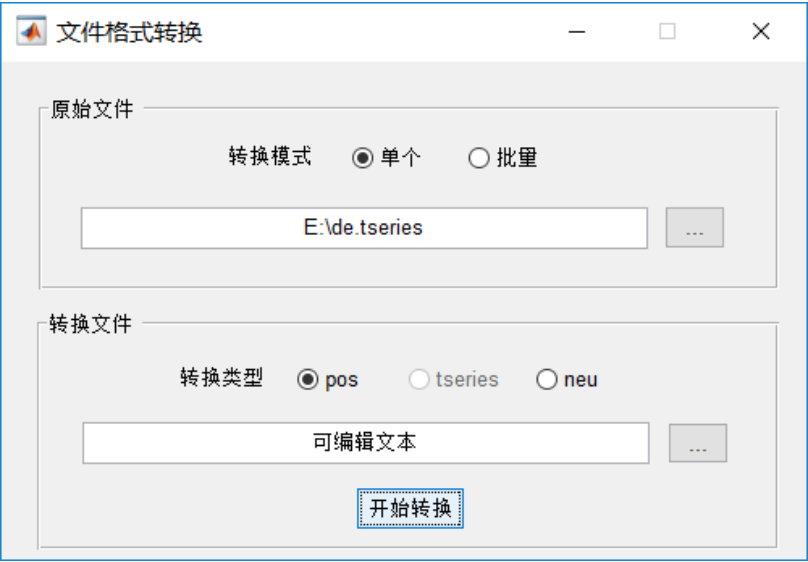 文件格式转换
原始文件
转换模式 单个 批量
E:\de.tseries ...
转换文件
转换类型 pos tseries neu
可编辑文本 ...
开始转换